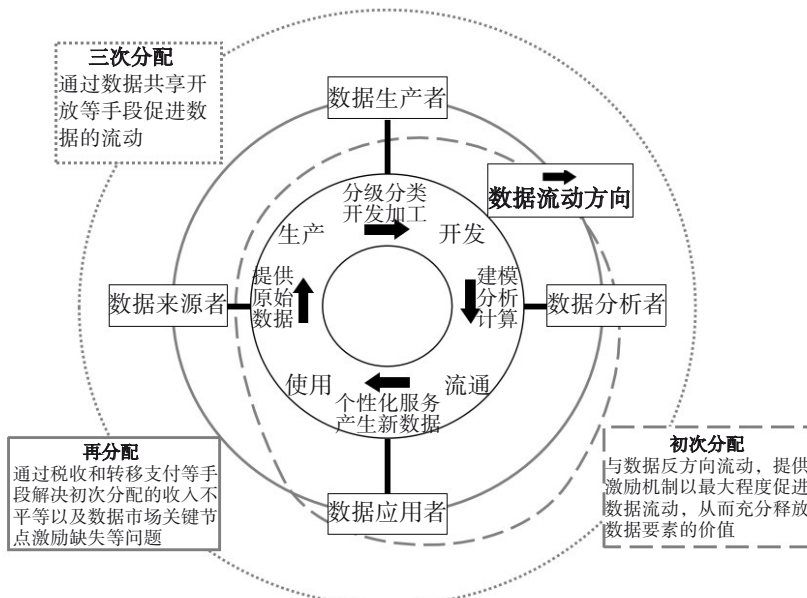 三次分配
通过数据共享开
放等手段促进数
据的流动
数据生产者
数据流动方向
分级分类
开发加工
生产
开发
提供
原始
数据
建模
分析
计算
数据来源者
数据分析者
使用
流通
个性化服务
产生新数据
数据应用者
再分配
通过税收和转移支付等手
段解决初次分配的收入不
平等以及数据市场关键节
点激励缺失等问题
初次分配
与数据反方向流动，提供
激励机制以最大程度促进
数据流动，从而充分释放
数据要素的价值